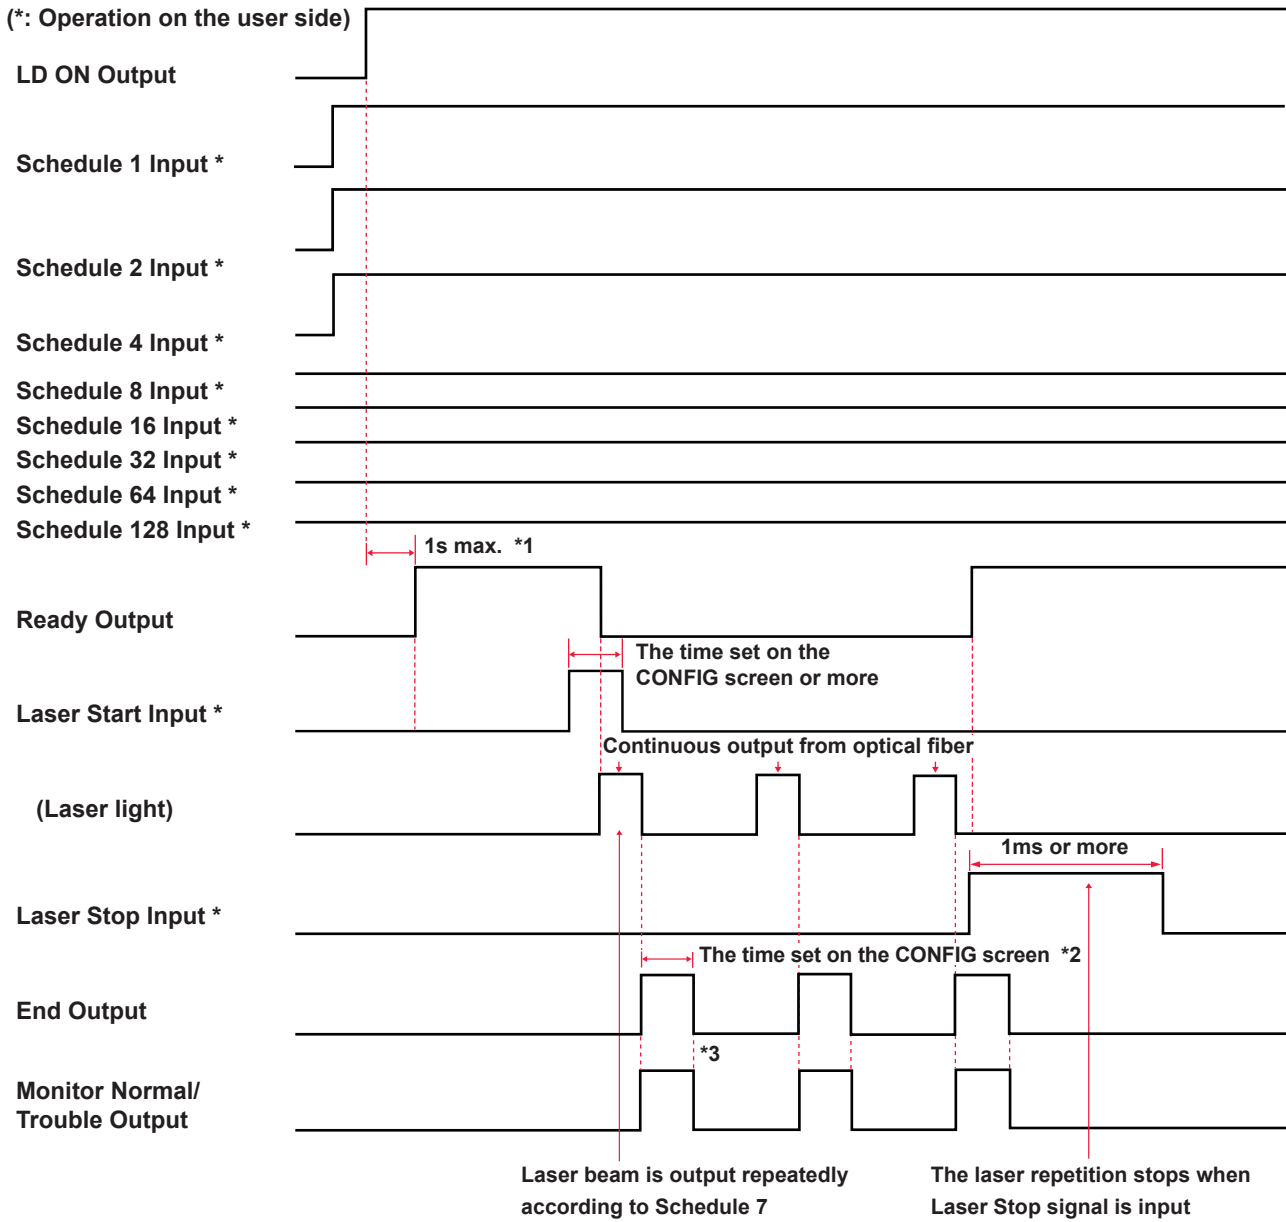 (*: Operation on the user side)
LD ON Output
Schedule 1 Input *
Schedule 2 Input *
Schedule 4 Input *
Schedule 8 Input *
Schedule 16 Input *
Schedule 32 Input *
Schedule 64 Input *
Schedule 128 Input *
1s max. *1
Ready Output
The time set on the
CONFIG screen or more
Laser Start Input *
Continuous output from optical fiber
(Laser light)
1ms or more
Laser Stop Input *
The time set on the CONFIG screen *2
End Output
*3
Monitor Normal/
Trouble Output
Laser beam is output repeatedly
according to Schedule 7
The laser repetition stops when
Laser Stop signal is input